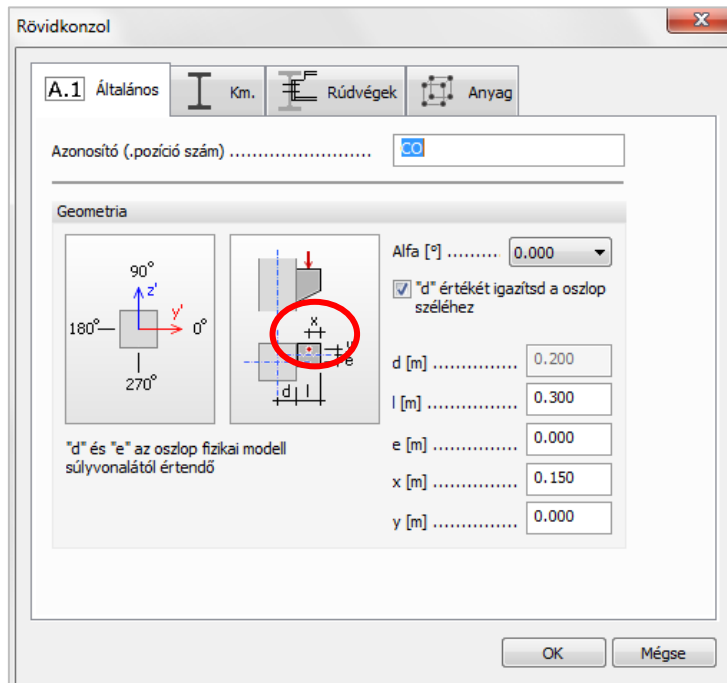 Rövidkonzol
A.1 Általános Km. Rúdvégek Anyag
Azonosító (.pozíció szám) .......................... CO
Geometria
90°
z'
180° y' 0°
270°
x
e
d l
"d" és "e" az oszlop fizikai modell
súlyvonalától értendő
Alfa [°] ......... 0.000
"d" értékét igazítsd a oszlop
széléhez
d [m] ............... 0.200
l [m] ................ 0.300
e [m] ............... 0.000
x [m] ............... 0.150
y [m] ............... 0.000
OK Mégse